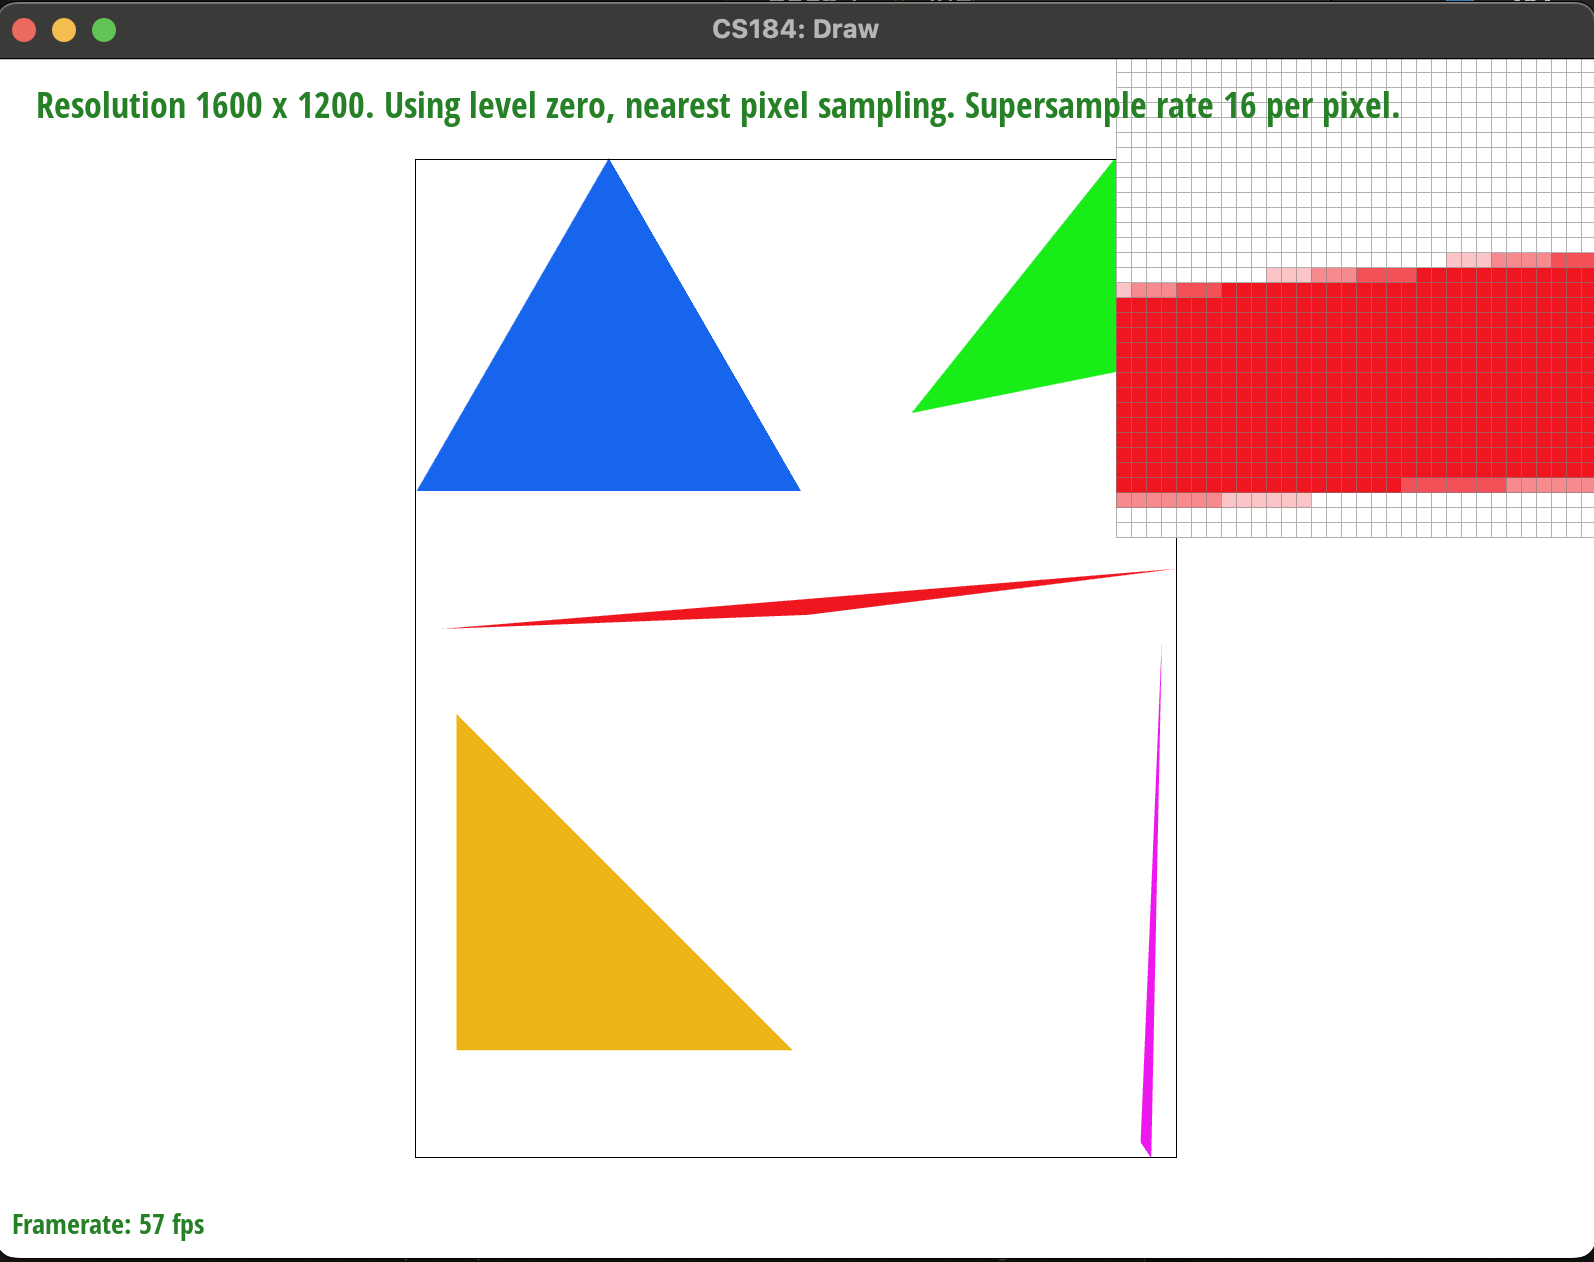 CS184: Draw
Resolution 1600 x 1200. Using level zero, nearest pixel sampling. Supersample rate 16 per pixel.
Framerate: 57 fps